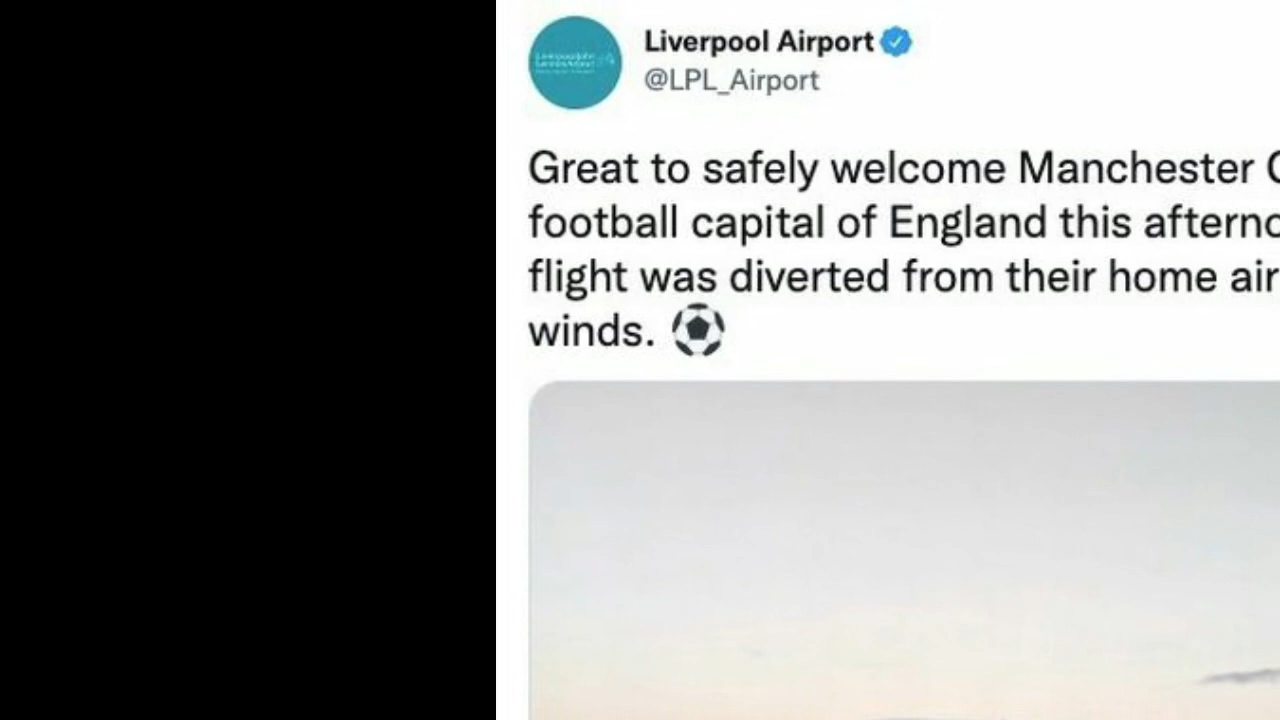 Liverpool Airport
@LPL_Airport
Great to safely welcome Manchester
football capital of England this afterno
flight was diverted from their home air
winds.